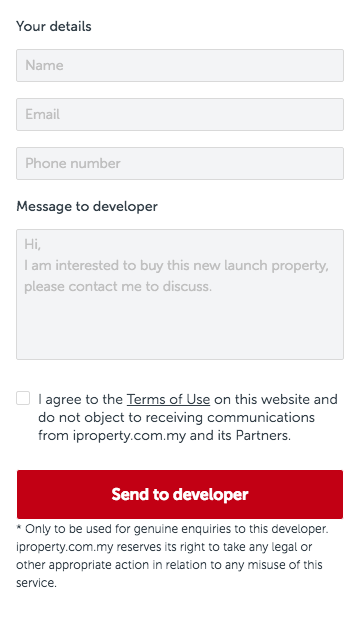 Your details
Name
Email
Phone number
Message to developer
Hi,
I am interested to buy this new launch property,
please contact me to discuss.
I agree to the Terms of Use on this website and
do not object to receiving communications
from iproperty.com.my and its Partners.
Send to developer
* Only to be used for genuine enquiries to this developer.
iproperty.com.my reserves its right to take any legal or
other appropriate action in relation to any misuse of this
service.